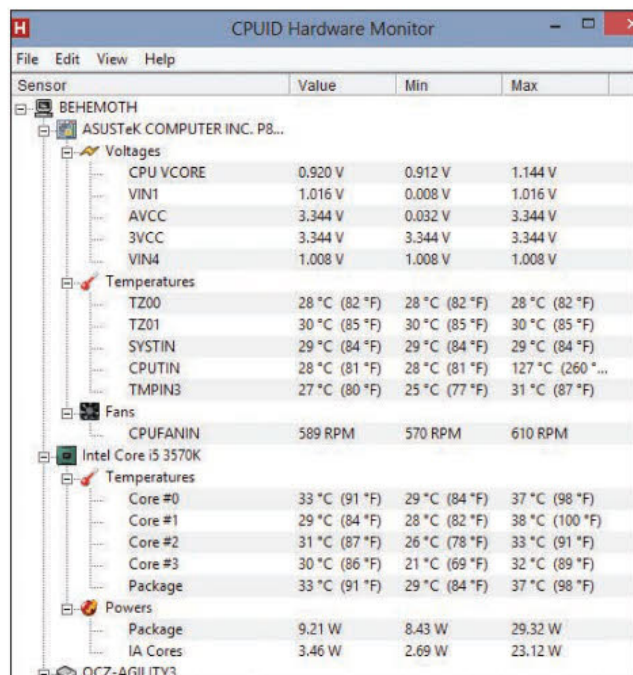 H CPUID Hardware Monitor
File Edit View Help
Sensor Value Min Max
BEHEMOTH
ASUSTeK COMPUTER INC. P8...
Voltages
CPU VCORE 0.920 V 0.912 V 1.144 V
VIN1 1.016 V 0.008 V 1.016 V
AVCC 3.344 V 0.032 V 3.344 V
3VCC 3.344 V 3.344 V 3.344 V
VIN4 1.008 V 1.008 V 1.008 V
Temperatures
TZ00 28 °C (82 °F) 28 °C (82 °F) 28 °C (82 °F)
TZ01 30 °C (85 °F) 30 °C (85 °F) 30 °C (85 °F)
SYSTIN 29 °C (84 °F) 29 °C (84 °F) 29 °C (84 °F)
CPUTIN 28 °C (81 °F) 28 °C (81 °F) 127 °C (260 °...
TMPIN3 27 °C (80 °F) 25 °C (77 °F) 31 °C (87 °F)
Fans
CPUFANIN 589 RPM 570 RPM 610 RPM
Intel Core i5 3570K
Temperatures
Core #0 33 °C (91 °F) 29 °C (84 °F) 37 °C (98 °F)
Core #1 29 °C (84 °F) 28 °C (82 °F) 38 °C (100 °F)
Core #2 31 °C (87 °F) 26 °C (78 °F) 33 °C (91 °F)
Core #3 30 °C (86 °F) 21 °C (69 °F) 32 °C (89 °F)
Package 33 °C (91 °F) 29 °C (84 °F) 37 °C (98 °F)
Powers
Package 9.21 W 8.43 W 29.32 W
IA Cores 3.46 W 2.69 W 23.12 W
OCZ-AGILITY3